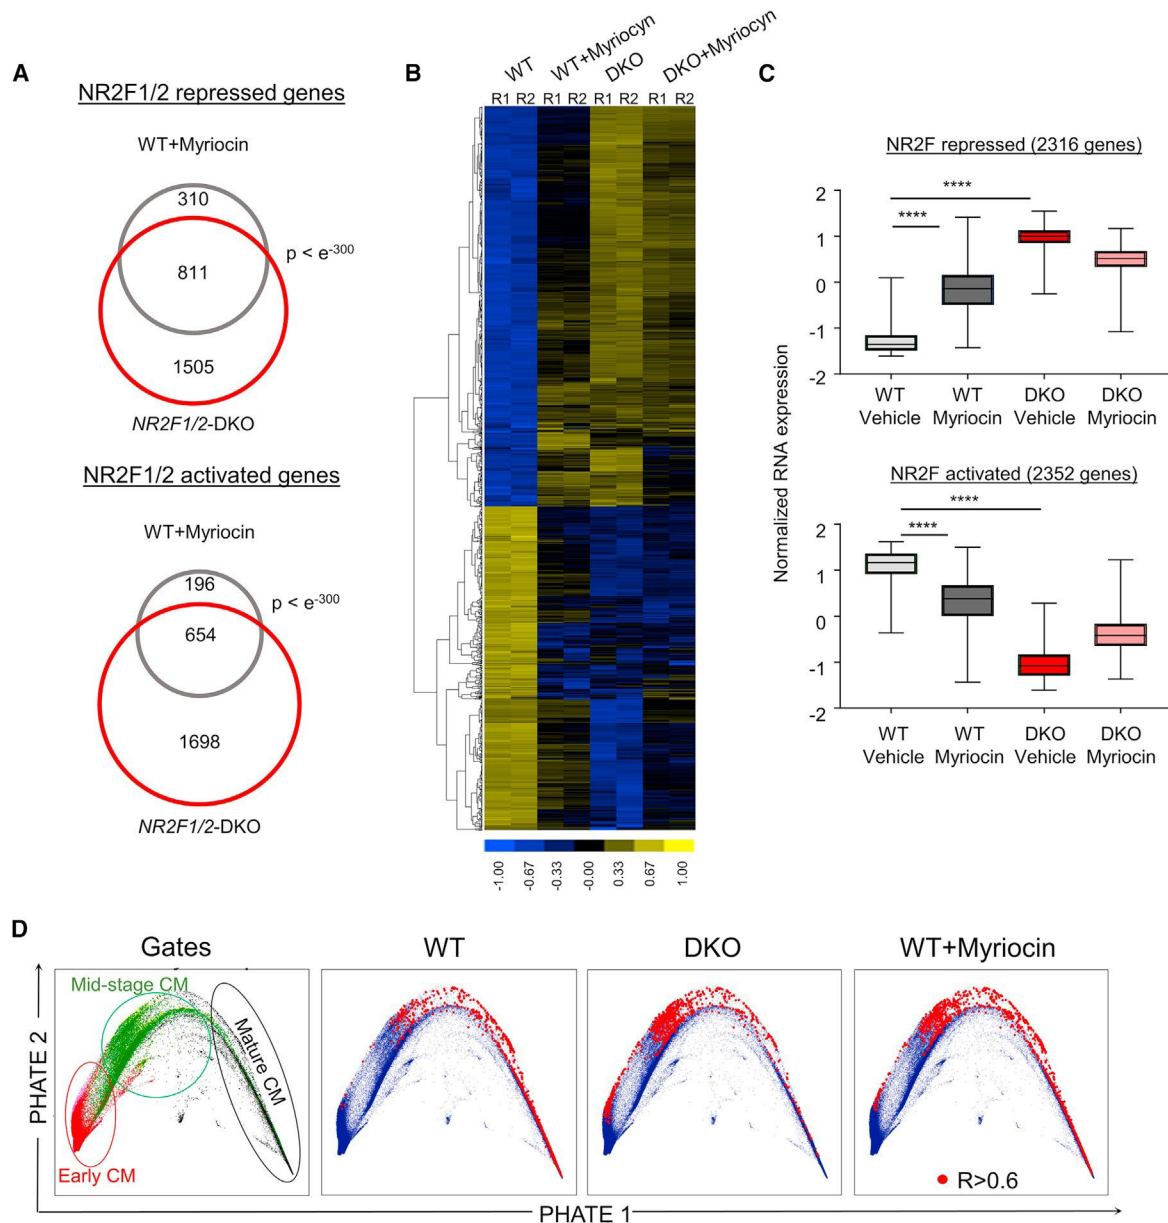 A
NR2F1/2 repressed genes
WT+Myriocin
310
p < e-300
811
1505
NR2F1/2-DKO
NR2F1/2 activated genes
WT+Myriocin
196
p < e-300
654
1698
NR2F1/2-DKO
B
WT
WT+Myriocyn
DKO
DKO+Myriocyn
R1 R2 R1 R2 R1 R2 R1 R2
-1.00
-0.67
-0.33
-0.00
0.33
0.67
1.00
C
Normalized RNA expression
NR2F repressed (2316 genes)
2
1
0
-1
-2
****
****
WT Vehicle
WT Myriocin
DKO Vehicle
DKO Myriocin
NR2F activated (2352 genes)
2
1
0
-1
-2
****
****
WT Vehicle
WT Myriocin
DKO Vehicle
DKO Myriocin
D
PHATE 2
Gates
Mid-stage CM
Mature CM
Early CM
WT
DKO
WT+Myriocin
R>0.6
PHATE 1